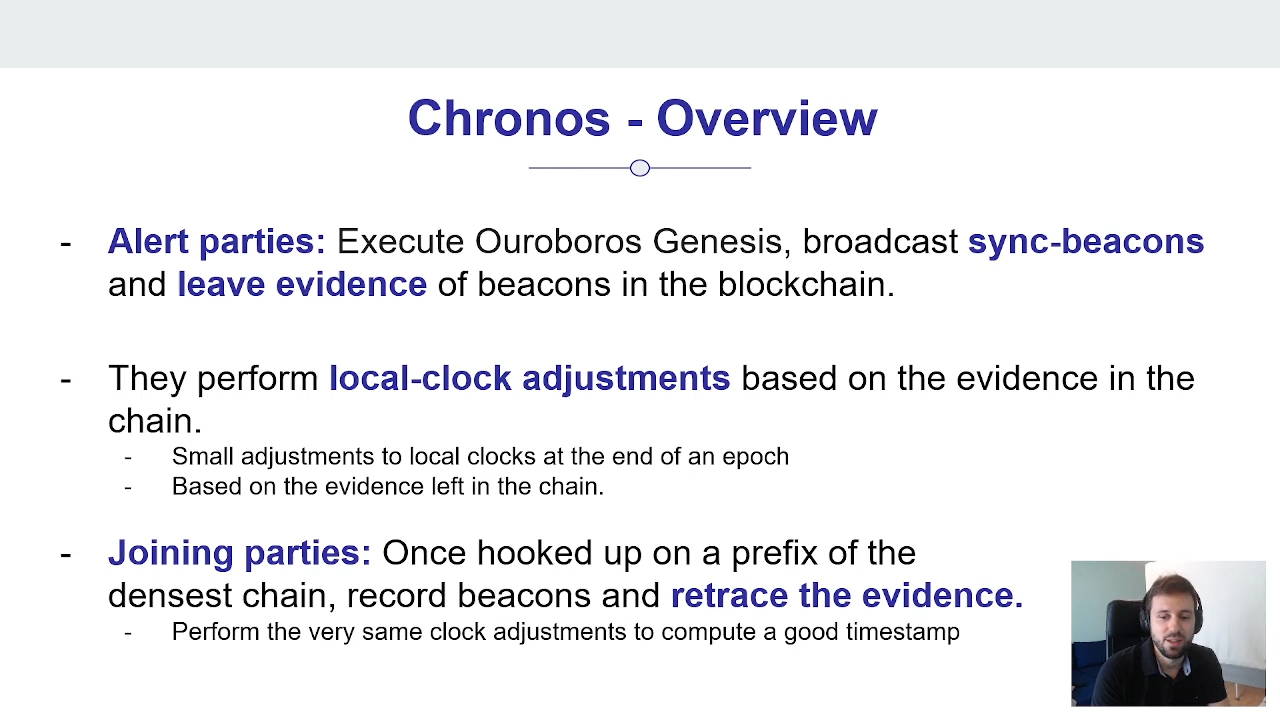 Chronos - Overview
- Alert parties: Execute Ouroboros Genesis, broadcast sync-beacons
and leave evidence of beacons in the blockchain.
- They perform local-clock adjustments based on the evidence in the
chain.
- Small adjustments to local clocks at the end of an epoch
- Based on the evidence left in the chain.
- Joining parties: Once hooked up on a prefix of the
densest chain, record beacons and retrace the evidence.
- Perform the very same clock adjustments to compute a good timestamp